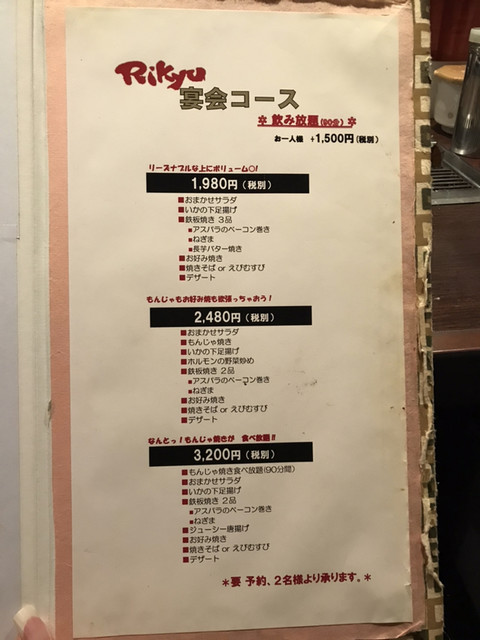 Rikyu
宴会コース
✲ 飲み放題(90分) ✲
お一人様 +1,500円(税別)
リーズナブルな上にボリューム◎!
1,980円(税別)
■おまかせサラダ
■いかの下足揚げ
■鉄板焼き 3品
■アスパラのベーコン巻き
■ねぎま
■長芋バター焼き
■お好み焼き
■焼きそば or えびむすび
■デザート
もんじゃもお好み焼も欲張っちゃおう!
2,480円(税別)
■おまかせサラダ
■もんじゃ焼き
■いかの下足揚げ
■ホルモンの野菜炒め
■鉄板焼き 2品
■アスパラのベーコン巻き
■ねぎま
■お好み焼き
■焼きそば or えびむすび
■デザート
なんとっ!もんじゃ焼きが 食べ放題!!
3,200円(税別)
■もんじゃ焼き食べ放題(90分間)
■おまかせサラダ
■いかの下足揚げ
■鉄板焼き 2品
■アスパラのベーコン巻き
■ねぎま
■ジューシー唐揚げ
■お好み焼き
■焼きそば or えびむすび
■デザート
*要 予約、2名様より承ります。*